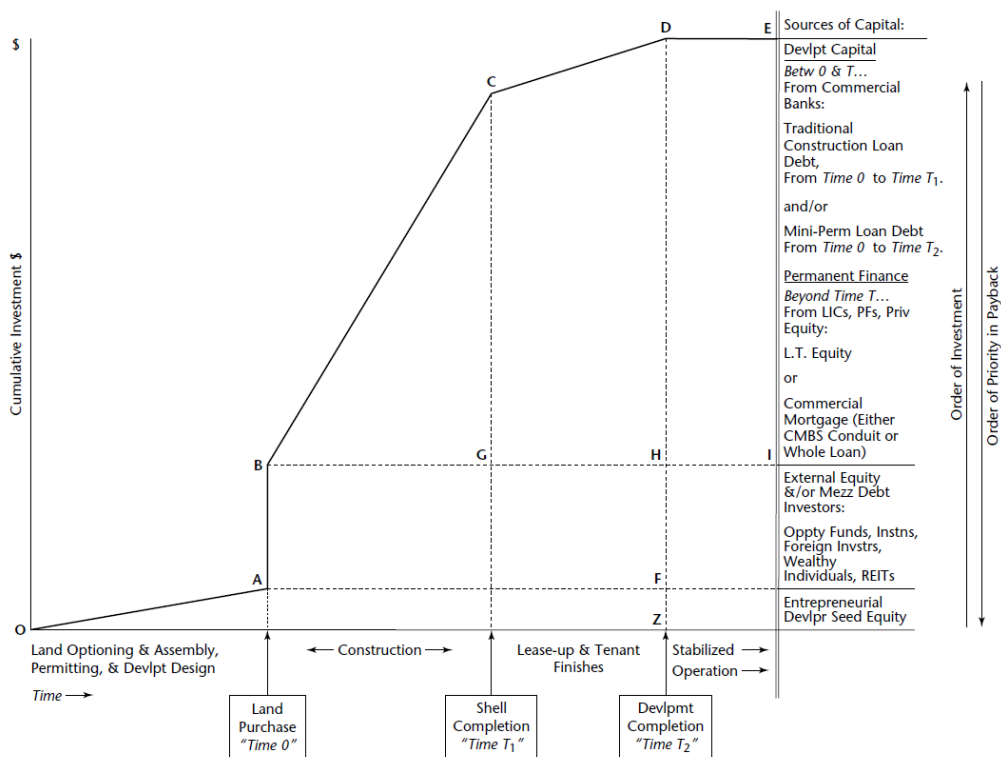 $
Cumulative Investment $
O
A
B
C
D
E
G
H
I
F
Z
Sources of Capital:
Devlpt Capital
Betw 0 & T…
From Commercial
Banks:
Traditional
Construction Loan
Debt,
From Time 0 to Time T1.
and/or
Mini-Perm Loan Debt
From Time 0 to Time T2.
Permanent Finance
Beyond Time T…
From LICs, PFs, Priv
Equity:
L.T. Equity
or
Commercial
Mortgage (Either
CMBS Conduit or
Whole Loan)
External Equity
&/or Mezz Debt
Investors:
Oppty Funds, Instns,
Foreign Invstrs,
Wealthy
Individuals, REITs
Entrepreneurial
Devlpr Seed Equity
Order of Investment
Order of Priority in Payback
Land Optioning & Assembly,
Permitting, & Devlpt Design
Time
Construction
Lease-up & Tenant
Finishes
Stabilized
Operation
Land
Purchase
"Time 0"
Shell
Completion
"Time T1"
Devlpmt
Completion
"Time T2"